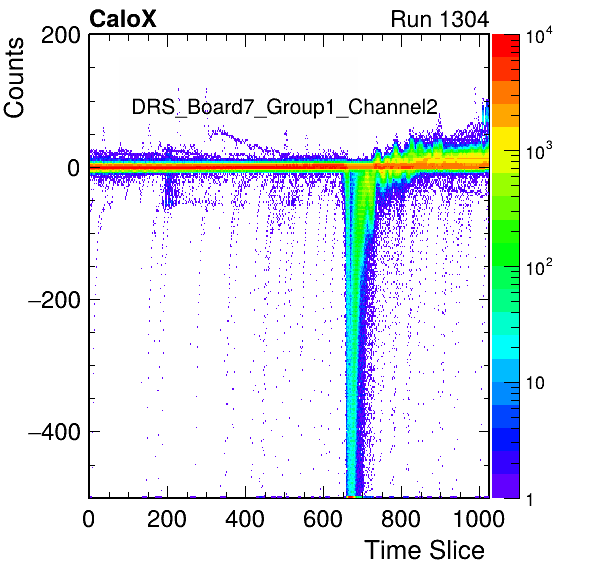 CaloX Run 1304
DRS_Board7_Group1_Channel2
Counts
200
0
−200
−400
0 200 400 600 800 1000
Time Slice
10⁴
10³
10²
10
1